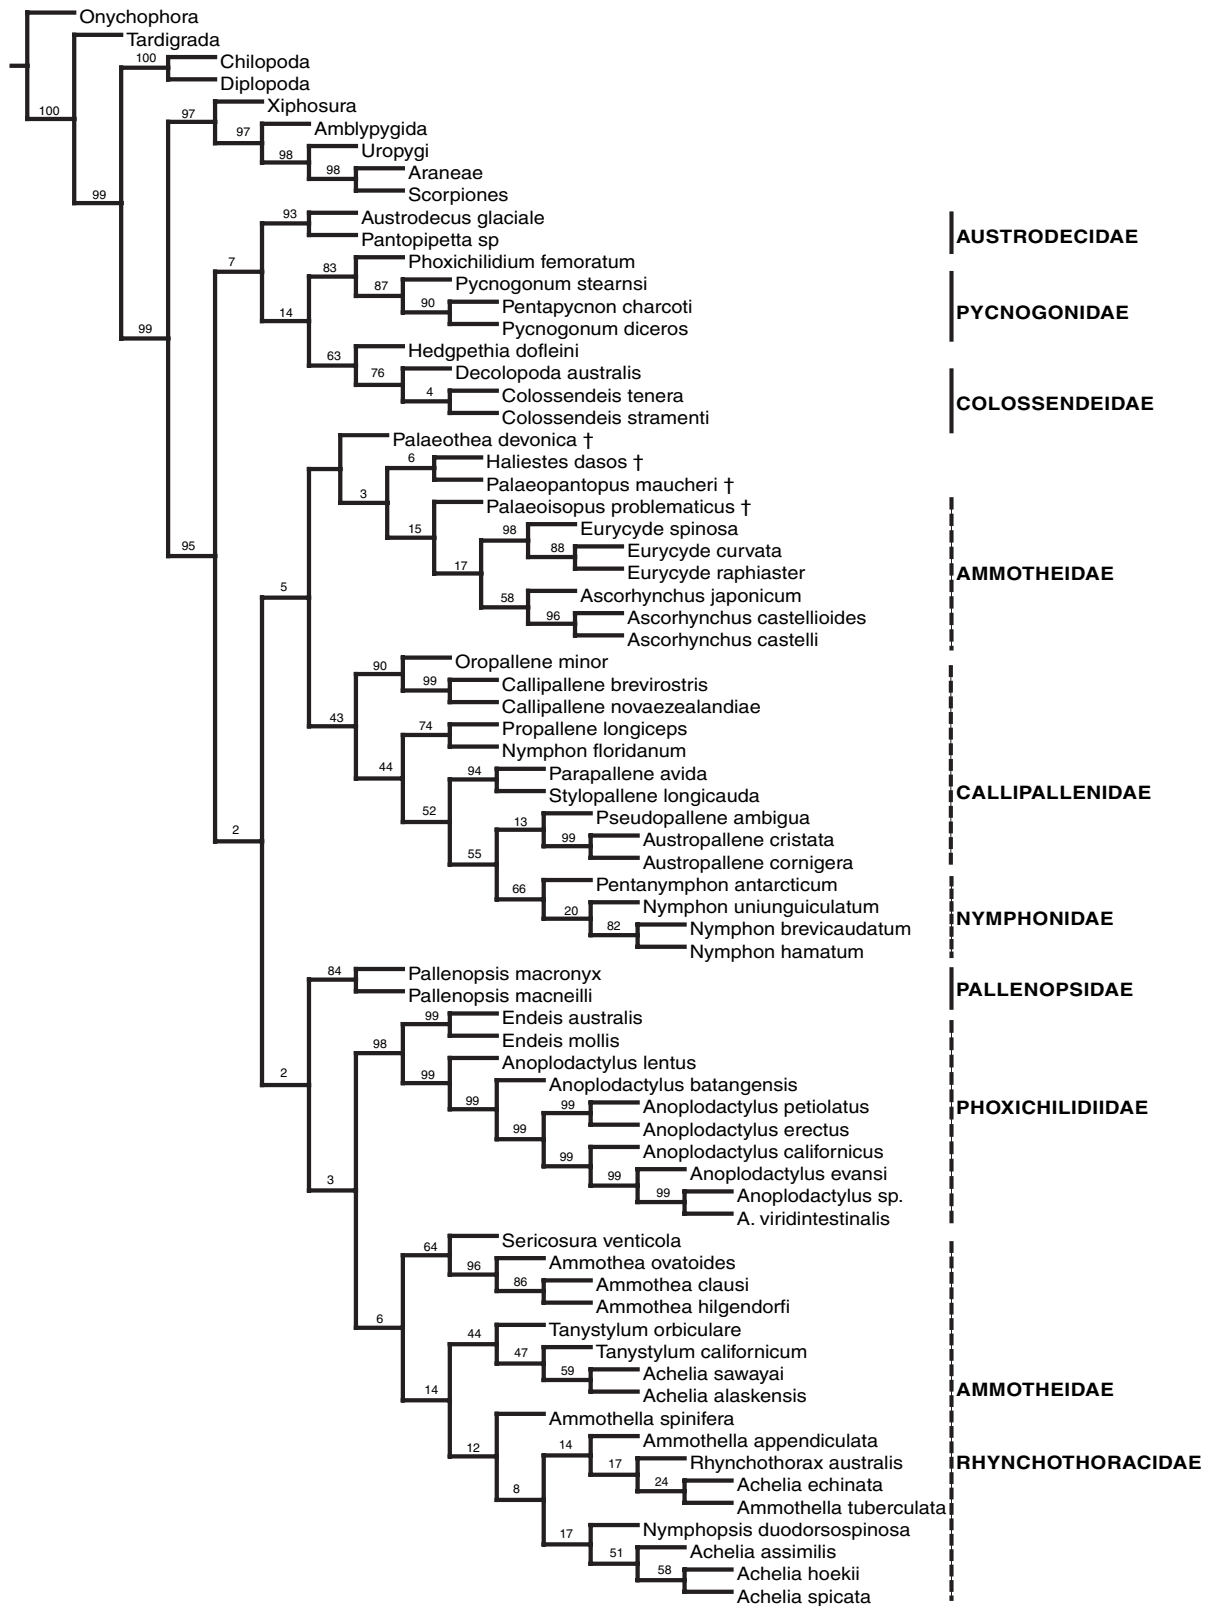 Onychophora
Tardigrada
100 Chilopoda
Diplopoda
100 Xiphosura
97
97 Amblypygida
98 Uropygi
98 Araneae
99 Scorpiones
93 Austrodecus glaciale
AUSTRODECIDAE
Pantopipetta sp
7 83 Phoxichilidium femoratum
87 Pycnogonum stearnsi
90 Pentapycnon charcoti
14 PYCNOGONIDAE
99 Pycnogonum diceros
63 Hedgpethia dofleini
76 Decolopoda australis
4 Colossendeis tenera
COLOSSENDEIDAE
Colossendeis stramenti
Palaeothea devonica †
6 Haliestes dasos †
3 Palaeopantopus maucheri †
Palaeoisopus problematicus †
15 98 Eurycyde spinosa
95 88 Eurycyde curvata
17 Eurycyde raphiaster
AMMOTHEIDAE
5 58 Ascorhynchus japonicum
96 Ascorhynchus castellioides
Ascorhynchus castelli
90 Oropallene minor
99 Callipallene brevirostris
Callipallene novaezealandiae
43 74 Propallene longiceps
Nymphon floridanum
44 94 Parapallene avida
CALLIPALLENIDAE
Stylopallene longicauda
52 13 Pseudopallene ambigua
2 99 Austropallene cristata
55 Austropallene cornigera
66 Pentanymphon antarcticum
20 Nymphon uniunguiculatum
NYMPHONIDAE
82 Nymphon brevicaudatum
Nymphon hamatum
84 Pallenopsis macronyx
PALLENOPSIDAE
Pallenopsis macneilli
99 Endeis australis
98 Endeis mollis
2 99 Anoplodactylus lentus
99 Anoplodactylus batangensis
99 Anoplodactylus petiolatus
PHOXICHILIDIIDAE
99 Anoplodactylus erectus
99 Anoplodactylus californicus
3 99 Anoplodactylus evansi
99 Anoplodactylus sp.
A. viridintestinalis
64 Sericosura venticola
96 Ammothea ovatoides
86 Ammothea clausi
Ammothea hilgendorfi
6 44 Tanystylum orbiculare
47 Tanystylum californicum
59 Achelia sawayai
14 AMMOTHEIDAE
Achelia alaskensis
Ammothella spinifera
12 14 Ammothella appendiculata
17 Rhynchothorax australis
RHYNCHOTHORACIDAE
8 24 Achelia echinata
Ammothella tuberculata
17 Nymphopsis duodorsospinosa
51 Achelia assimilis
58 Achelia hoekii
Achelia spicata